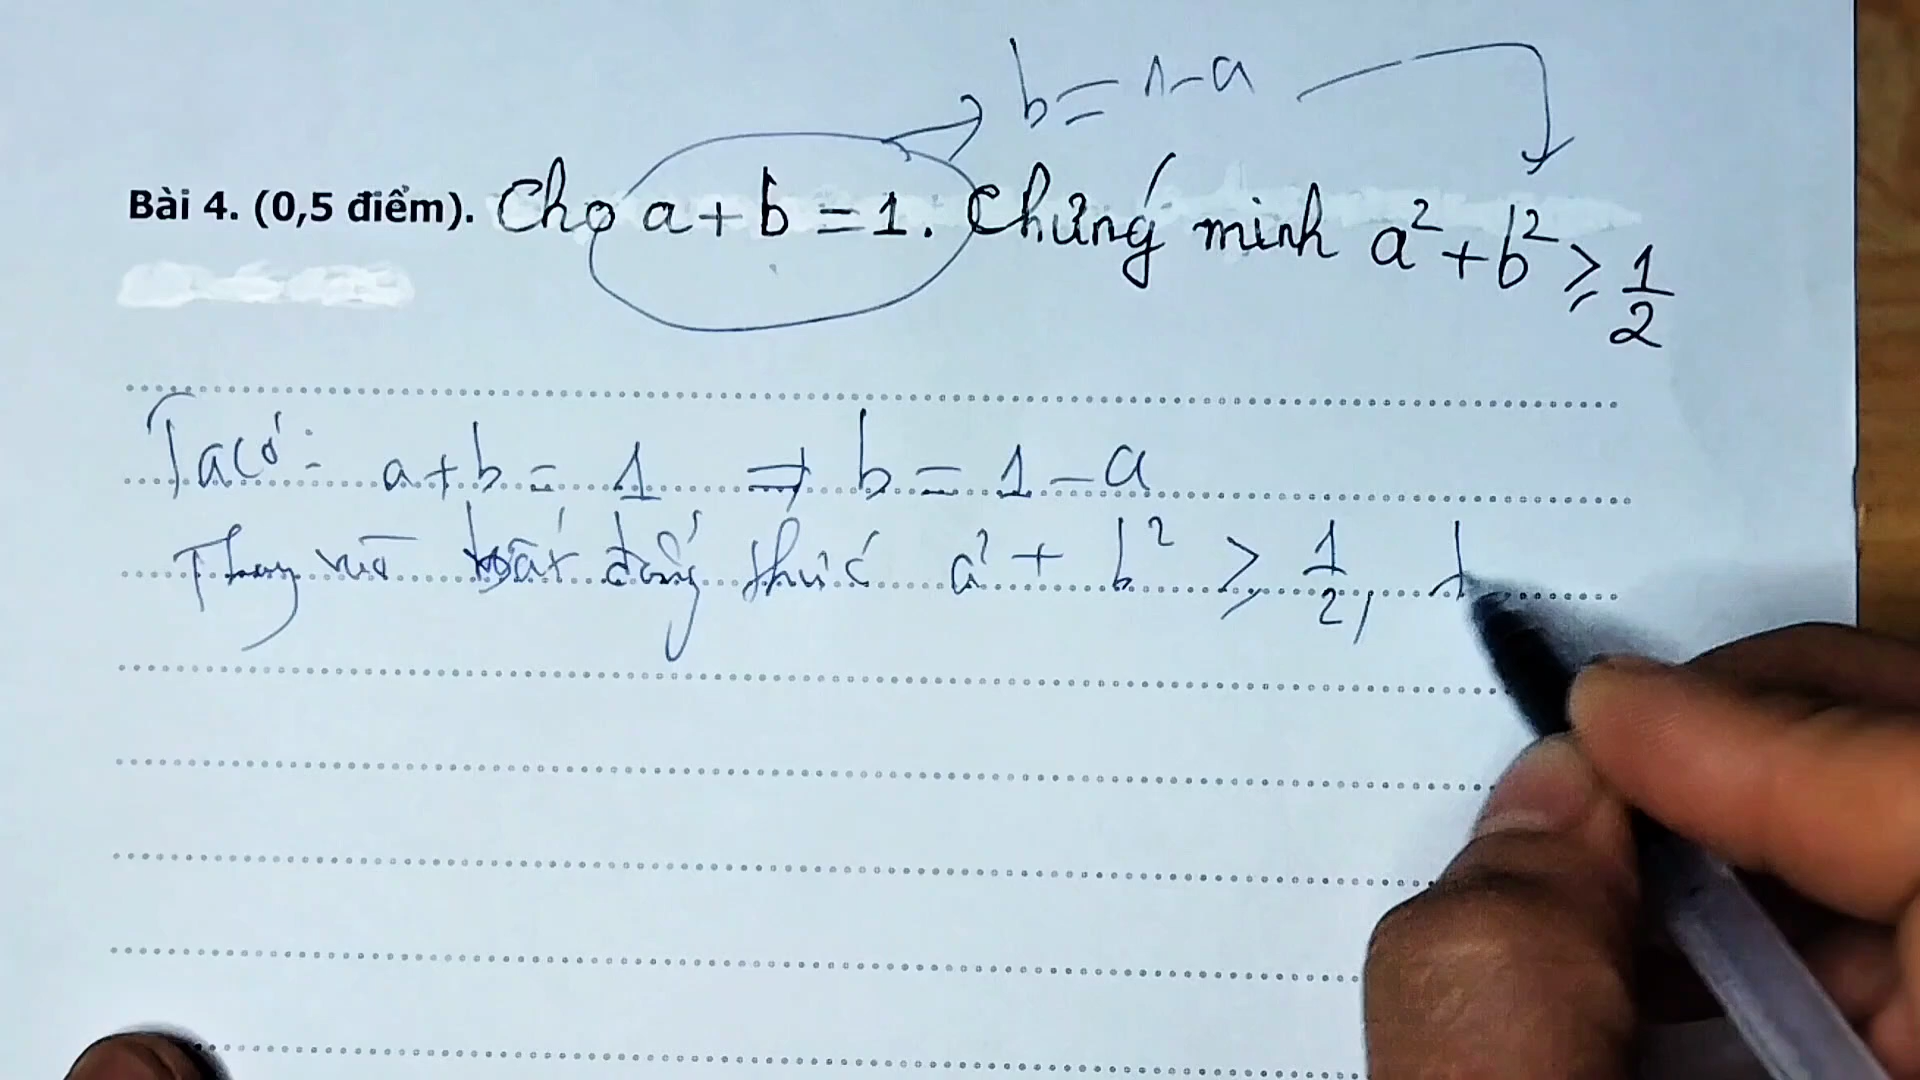 b = 1 - a
Bài 4. (0,5 điểm). Cho a + b = 1. Chứng minh a² + b² ≥ 1/2
Ta có: a + b = 1 ⇒ b = 1 - a
Thay vào bất đẳng thức a² + b² ≥ 1/2,